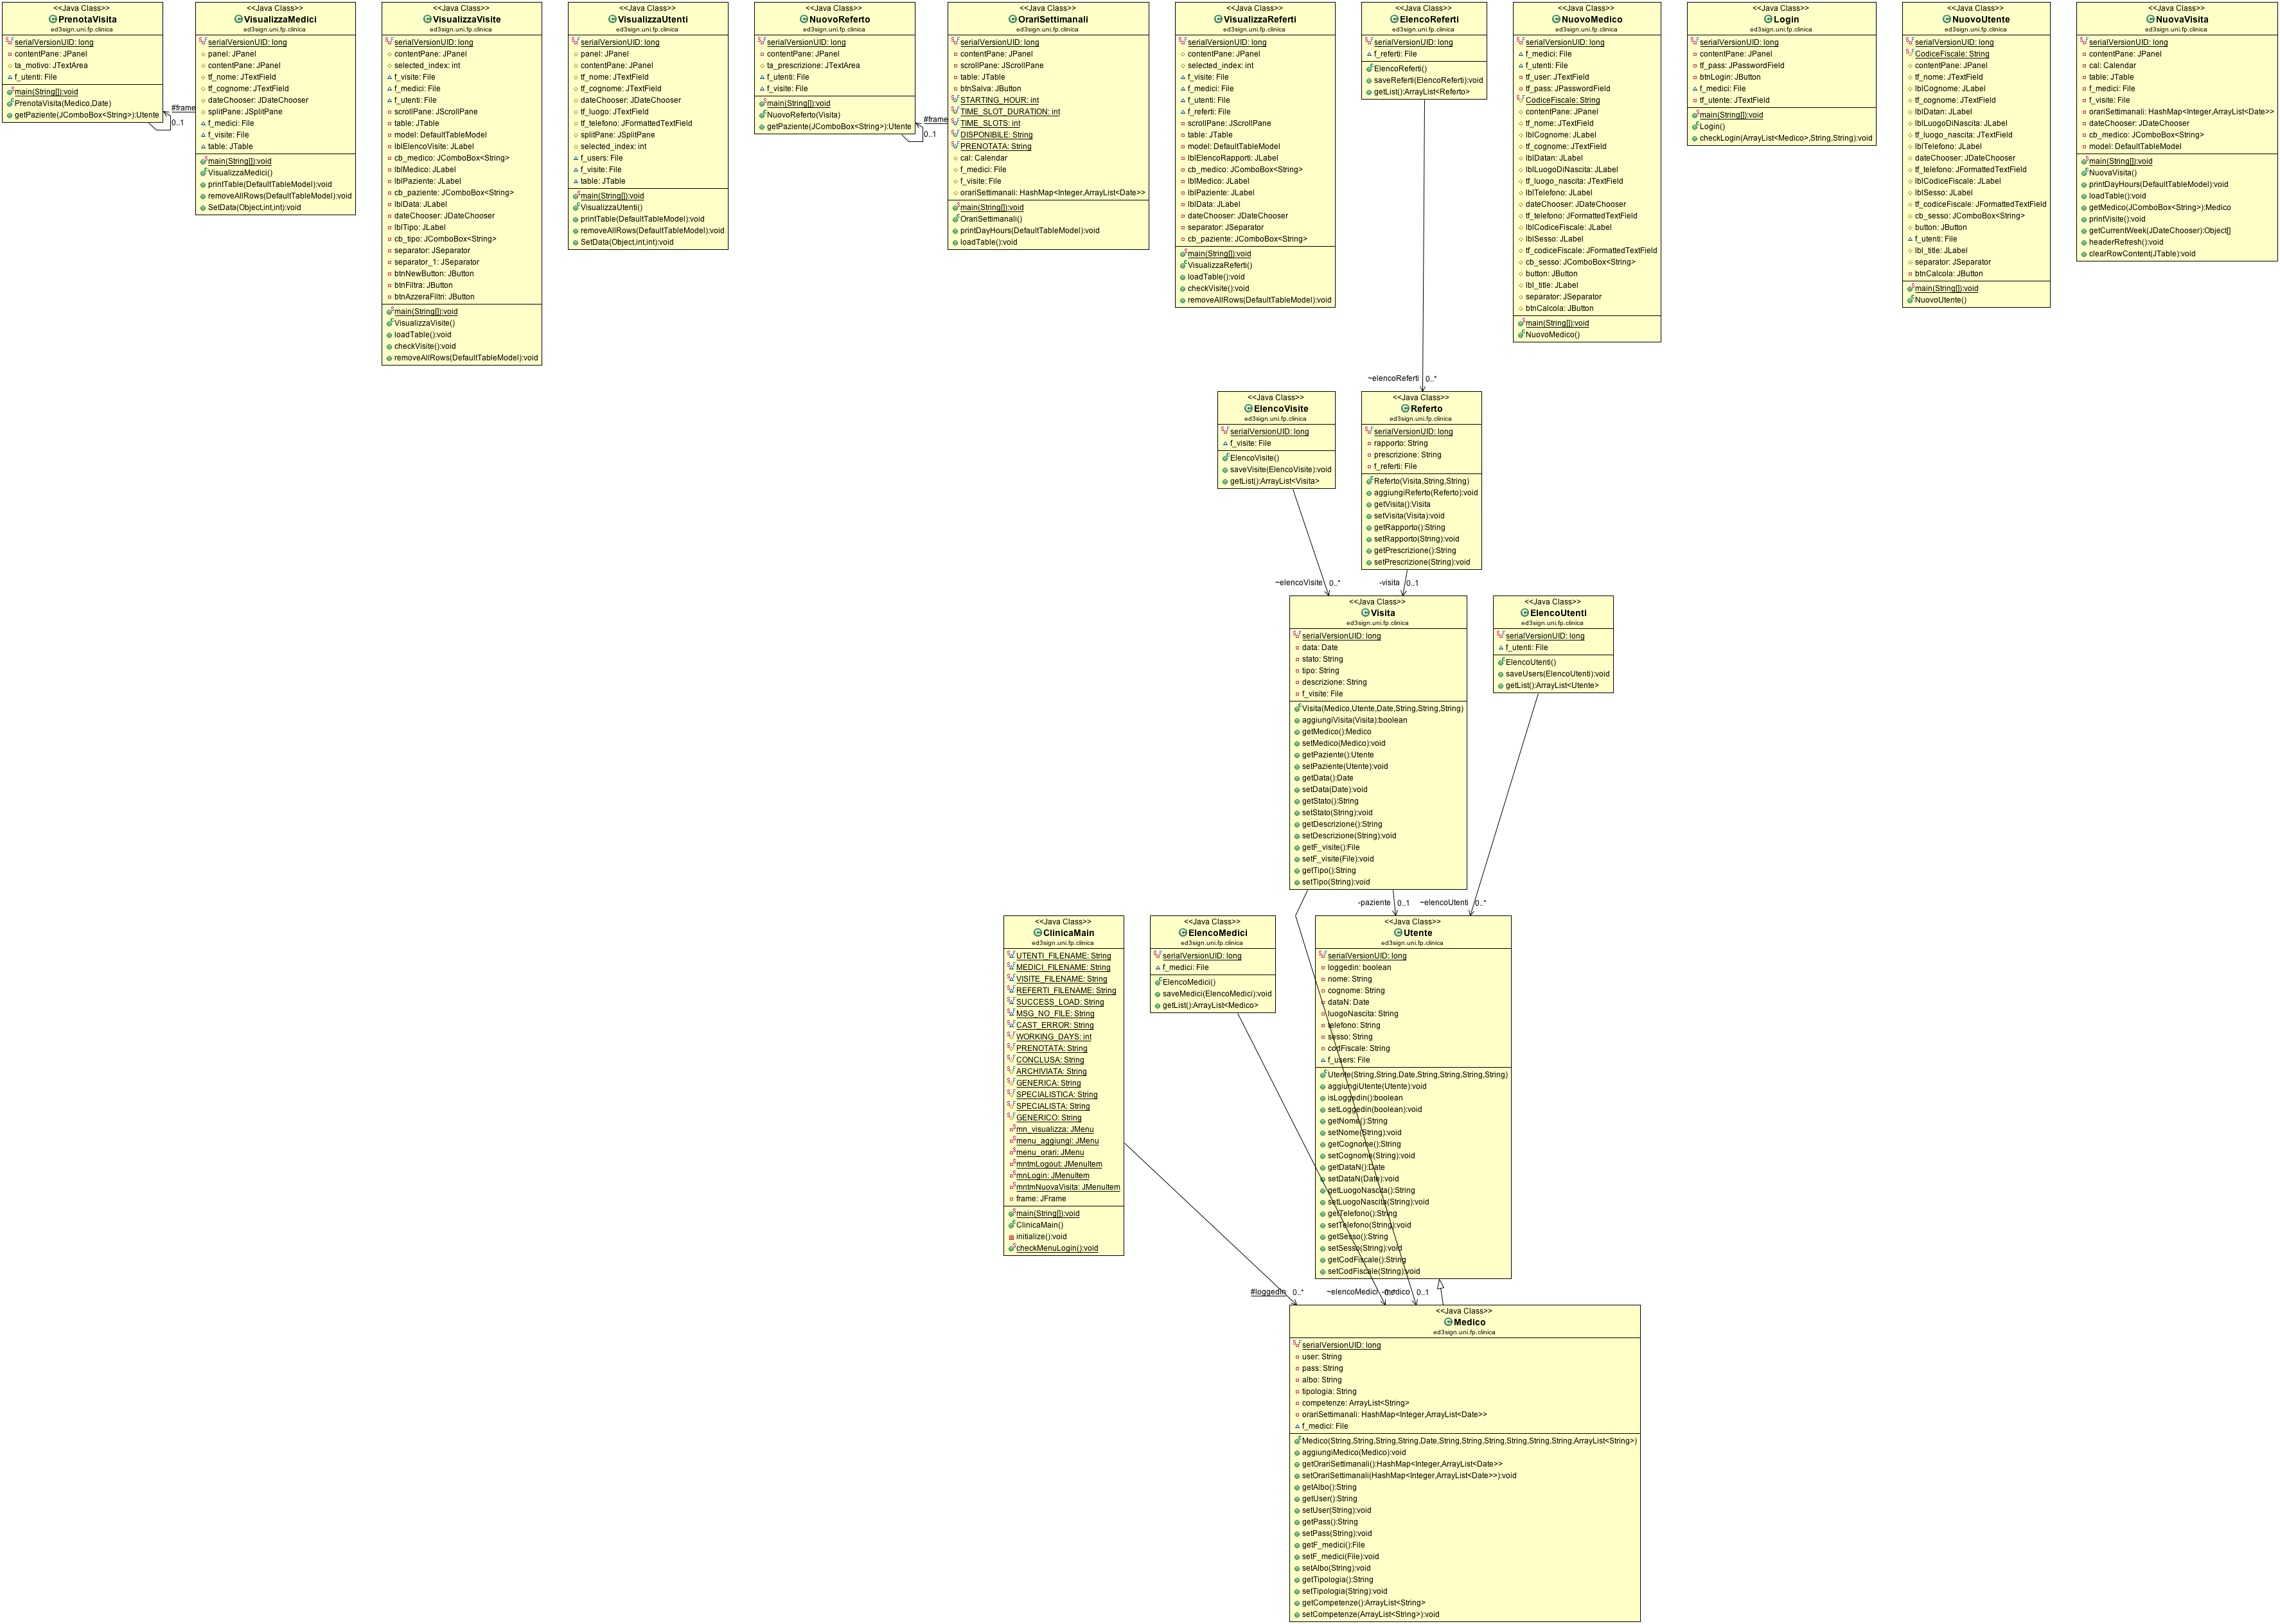 <<Java Class>>
PrenotaVisita
ed3sign.uni.fp.clinica
serialVersionUID: long
contentPane: JPanel
ta_motivo: JTextArea
f_utenti: File
main(String[]):void
PrenotaVisita(Medico,Date)
getPaziente(JComboBox<String>):Utente
#frame
0..1
<<Java Class>>
VisualizzaMedici
ed3sign.uni.fp.clinica
serialVersionUID: long
panel: JPanel
contentPane: JPanel
tf_nome: JTextField
tf_cognome: JTextField
dateChooser: JDateChooser
splitPane: JSplitPane
f_medici: File
f_visite: File
table: JTable
main(String[]):void
VisualizzaMedici()
printTable(DefaultTableModel):void
removeAllRows(DefaultTableModel):void
SetData(Object,int,int):void
<<Java Class>>
VisualizzaVisite
ed3sign.uni.fp.clinica
serialVersionUID: long
contentPane: JPanel
selected_index: int
f_visite: File
f_medici: File
f_utenti: File
scrollPane: JScrollPane
table: JTable
model: DefaultTableModel
lblElencoVisite: JLabel
cb_medico: JComboBox<String>
lblMedico: JLabel
lblPaziente: JLabel
cb_paziente: JComboBox<String>
lblData: JLabel
dateChooser: JDateChooser
lblTipo: JLabel
cb_tipo: JComboBox<String>
separator: JSeparator
separator_1: JSeparator
btnNewButton: JButton
btnFiltra: JButton
btnAzzeraFiltri: JButton
main(String[]):void
VisualizzaVisite()
loadTable():void
checkVisite():void
removeAllRows(DefaultTableModel):void
<<Java Class>>
VisualizzaUtenti
ed3sign.uni.fp.clinica
serialVersionUID: long
panel: JPanel
contentPane: JPanel
tf_nome: JTextField
tf_cognome: JTextField
dateChooser: JDateChooser
tf_luogo: JTextField
tf_telefono: JFormattedTextField
splitPane: JSplitPane
selected_index: int
f_users: File
f_visite: File
table: JTable
main(String[]):void
VisualizzaUtenti()
printTable(DefaultTableModel):void
removeAllRows(DefaultTableModel):void
SetData(Object,int,int):void
<<Java Class>>
NuovoReferto
ed3sign.uni.fp.clinica
serialVersionUID: long
contentPane: JPanel
ta_prescrizione: JTextArea
f_utenti: File
f_visite: File
main(String[]):void
NuovoReferto(Visita)
getPaziente(JComboBox<String>):Utente
#frame
0..1
<<Java Class>>
OrariSettimanali
ed3sign.uni.fp.clinica
serialVersionUID: long
contentPane: JPanel
scrollPane: JScrollPane
table: JTable
btnSalva: JButton
STARTING_HOUR: int
TIME_SLOT_DURATION: int
TIME_SLOTS: int
DISPONIBILE: String
PRENOTATA: String
cal: Calendar
f_medici: File
f_visite: File
orariSettimanali: HashMap<Integer,ArrayList<Date>>
main(String[]):void
OrariSettimanali()
printDayHours(DefaultTableModel):void
loadTable():void
<<Java Class>>
VisualizzaReferti
ed3sign.uni.fp.clinica
serialVersionUID: long
contentPane: JPanel
selected_index: int
f_visite: File
f_medici: File
f_utenti: File
f_referti: File
scrollPane: JScrollPane
table: JTable
model: DefaultTableModel
lblElencoRapporti: JLabel
cb_medico: JComboBox<String>
lblMedico: JLabel
lblPaziente: JLabel
lblData: JLabel
dateChooser: JDateChooser
separator: JSeparator
cb_paziente: JComboBox<String>
main(String[]):void
VisualizzaReferti()
loadTable():void
checkVisite():void
removeAllRows(DefaultTableModel):void
<<Java Class>>
ElencoReferti
ed3sign.uni.fp.clinica
serialVersionUID: long
f_referti: File
ElencoReferti()
saveReferti(ElencoReferti):void
getList():ArrayList<Referto>
<<Java Class>>
NuovoMedico
ed3sign.uni.fp.clinica
serialVersionUID: long
f_medici: File
f_utenti: File
tf_user: JTextField
tf_pass: JPasswordField
CodiceFiscale: String
contentPane: JPanel
tf_nome: JTextField
lblCognome: JLabel
tf_cognome: JTextField
lblDatan: JLabel
lblLuogoDiNascita: JLabel
tf_luogo_nascita: JTextField
lblTelefono: JLabel
dateChooser: JDateChooser
tf_telefono: JFormattedTextField
lblCodiceFiscale: JLabel
lblSesso: JLabel
tf_codiceFiscale: JFormattedTextField
cb_sesso: JComboBox<String>
button: JButton
lbl_title: JLabel
separator: JSeparator
btnCalcola: JButton
main(String[]):void
NuovoMedico()
<<Java Class>>
Login
ed3sign.uni.fp.clinica
serialVersionUID: long
contentPane: JPanel
tf_pass: JPasswordField
btnLogin: JButton
f_medici: File
tf_utente: JTextField
main(String[]):void
Login()
checkLogin(ArrayList<Medico>,String,String):void
<<Java Class>>
NuovoUtente
ed3sign.uni.fp.clinica
serialVersionUID: long
CodiceFiscale: String
contentPane: JPanel
tf_nome: JTextField
lblCognome: JLabel
tf_cognome: JTextField
lblDatan: JLabel
lblLuogoDiNascita: JLabel
tf_luogo_nascita: JTextField
lblTelefono: JLabel
dateChooser: JDateChooser
tf_telefono: JFormattedTextField
lblCodiceFiscale: JLabel
lblSesso: JLabel
tf_codiceFiscale: JFormattedTextField
cb_sesso: JComboBox<String>
button: JButton
f_utenti: File
lbl_title: JLabel
separator: JSeparator
btnCalcola: JButton
main(String[]):void
NuovoUtente()
<<Java Class>>
NuovaVisita
ed3sign.uni.fp.clinica
serialVersionUID: long
contentPane: JPanel
cal: Calendar
table: JTable
f_medici: File
f_visite: File
orariSettimanali: HashMap<Integer,ArrayList<Date>>
dateChooser: JDateChooser
cb_medico: JComboBox<String>
model: DefaultTableModel
main(String[]):void
NuovaVisita()
printDayHours(DefaultTableModel):void
loadTable():void
getMedico(JComboBox<String>):Medico
printVisite():void
getCurrentWeek(JDateChooser):Object[]
headerRefresh():void
clearRowContent(JTable):void
~elencoReferti
0..*
<<Java Class>>
ElencoVisite
ed3sign.uni.fp.clinica
serialVersionUID: long
f_visite: File
ElencoVisite()
saveVisite(ElencoVisite):void
getList():ArrayList<Visita>
<<Java Class>>
Referto
ed3sign.uni.fp.clinica
serialVersionUID: long
rapporto: String
prescrizione: String
f_referti: File
Referto(Visita,String,String)
aggiungiReferto(Referto):void
getVisita():Visita
setVisita(Visita):void
getRapporto():String
setRapporto(String):void
getPrescrizione():String
setPrescrizione(String):void
~elencoVisite
0..*
-visita
0..1
<<Java Class>>
Visita
ed3sign.uni.fp.clinica
serialVersionUID: long
data: Date
stato: String
tipo: String
descrizione: String
f_visite: File
Visita(Medico,Utente,Date,String,String,String)
aggiungiVisita(Visita):boolean
getMedico():Medico
setMedico(Medico):void
getPaziente():Utente
setPaziente(Utente):void
getData():Date
setData(Date):void
getStato():String
setStato(String):void
getDescrizione():String
setDescrizione(String):void
getF_visite():File
setF_visite(File):void
getTipo():String
setTipo(String):void
<<Java Class>>
ElencoUtenti
ed3sign.uni.fp.clinica
serialVersionUID: long
f_utenti: File
ElencoUtenti()
saveUsers(ElencoUtenti):void
getList():ArrayList<Utente>
-paziente
0..1
~elencoUtenti
0..*
<<Java Class>>
ClinicaMain
ed3sign.uni.fp.clinica
UTENTI_FILENAME: String
MEDICI_FILENAME: String
VISITE_FILENAME: String
REFERTI_FILENAME: String
SUCCESS_LOAD: String
MSG_NO_FILE: String
CAST_ERROR: String
WORKING_DAYS: int
PRENOTATA: String
CONCLUSA: String
ARCHIVIATA: String
GENERICA: String
SPECIALISTICA: String
SPECIALISTA: String
GENERICO: String
mn_visualizza: JMenu
menu_aggiungi: JMenu
menu_orari: JMenu
mntmLogout: JMenuItem
mnLogin: JMenuItem
mntmNuovaVisita: JMenuItem
frame: JFrame
main(String[]):void
ClinicaMain()
initialize():void
checkMenuLogin():void
<<Java Class>>
ElencoMedici
ed3sign.uni.fp.clinica
serialVersionUID: long
f_medici: File
ElencoMedici()
saveMedici(ElencoMedici):void
getList():ArrayList<Medico>
<<Java Class>>
Utente
ed3sign.uni.fp.clinica
serialVersionUID: long
loggedin: boolean
nome: String
cognome: String
dataN: Date
luogoNascita: String
telefono: String
sesso: String
codFiscale: String
f_users: File
Utente(String,String,Date,String,String,String,String)
aggiungiUtente(Utente):void
isLoggedin():boolean
setLoggedin(boolean):void
getNome():String
setNome(String):void
getCognome():String
setCognome(String):void
getDataN():Date
setDataN(Date):void
getLuogoNascita():String
setLuogoNascita(String):void
getTelefono():String
setTelefono(String):void
getSesso():String
setSesso(String):void
getCodFiscale():String
setCodFiscale(String):void
#loggedin
0..*
~elencoMedici
0..*
-medico
0..1
<<Java Class>>
Medico
ed3sign.uni.fp.clinica
serialVersionUID: long
user: String
pass: String
albo: String
tipologia: String
competenze: ArrayList<String>
orariSettimanali: HashMap<Integer,ArrayList<Date>>
f_medici: File
Medico(String,String,String,String,Date,String,String,String,String,String,String,ArrayList<String>)
aggiungiMedico(Medico):void
getOrariSettimanali():HashMap<Integer,ArrayList<Date>>
setOrariSettimanali(HashMap<Integer,ArrayList<Date>>):void
getAlbo():String
getUser():String
setUser(String):void
getPass():String
setPass(String):void
getF_medici():File
setF_medici(File):void
setAlbo(String):void
getTipologia():String
setTipologia(String):void
getCompetenze():ArrayList<String>
setCompetenze(ArrayList<String>):void